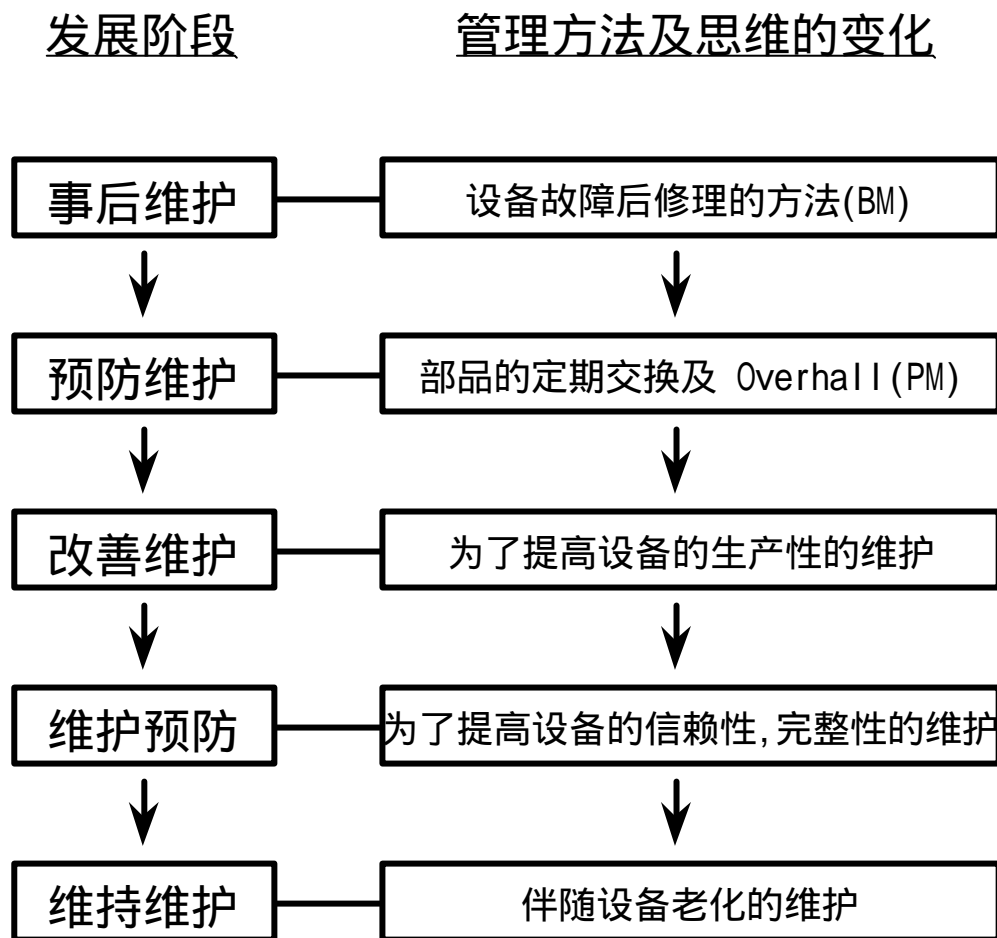 发展阶段 管理方法及思维的变化
事后维护 设备故障后修理的方法(BM)
预防维护 部品的定期交换及 Overhall(PM)
改善维护 为了提高设备的生产性的维护
维护预防 为了提高设备的信赖性,完整性的维护
维持维护 伴随设备老化的维护